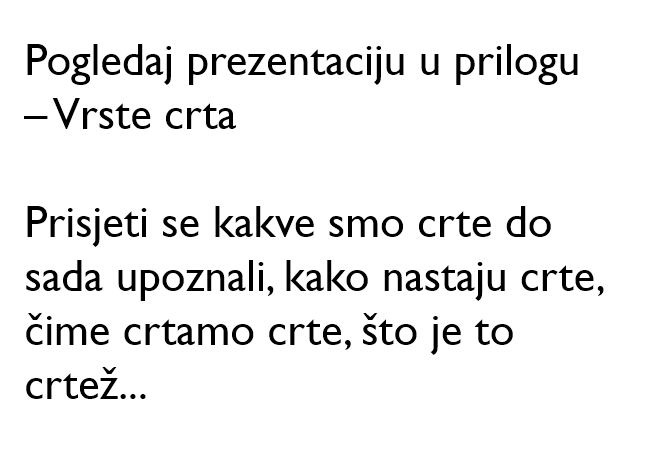 Pogledaj prezentaciju u prilogu
– Vrste crta
Prisjeti se kakve smo crte do
sada upoznali, kako nastaju crte,
čime crtamo crte, što je to
crtež...